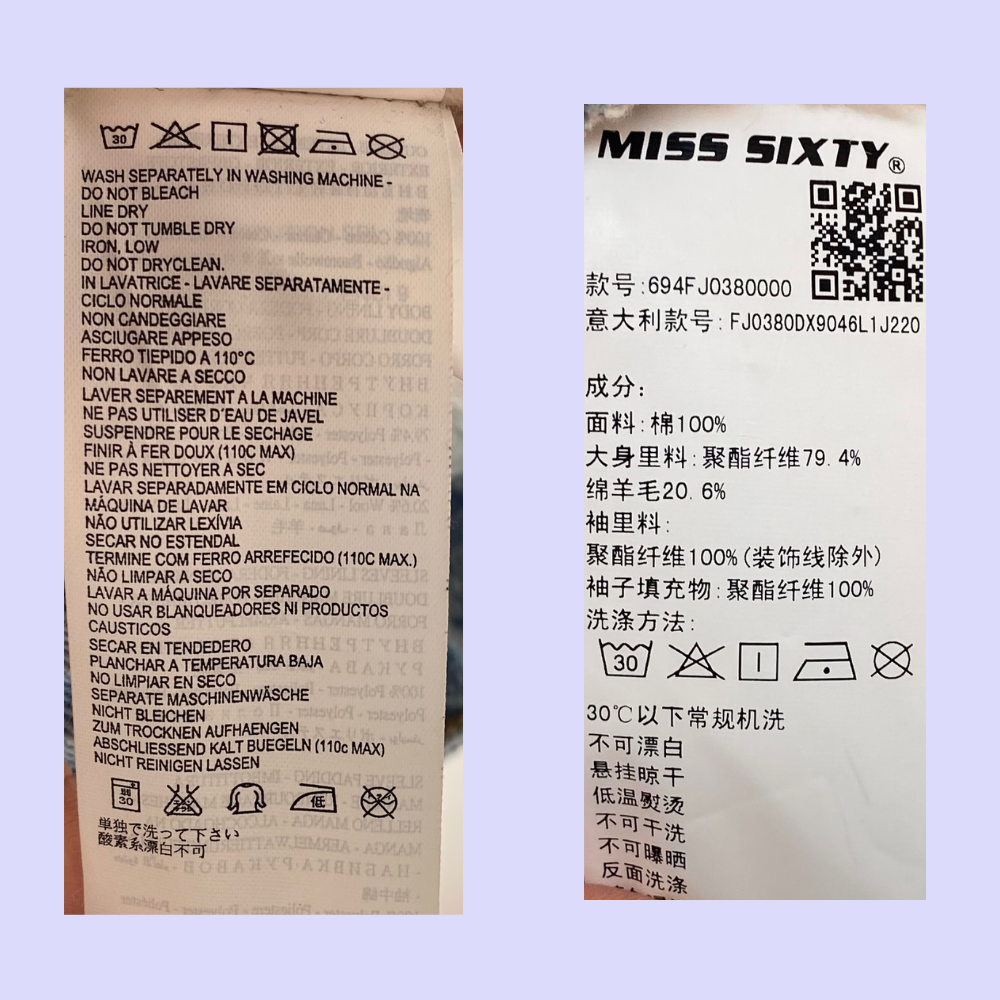 30
WASH SEPARATELY IN WASHING MACHINE -
DO NOT BLEACH
LINE DRY
DO NOT TUMBLE DRY
IRON, LOW
DO NOT DRYCLEAN.
IN LAVATRICE - LAVARE SEPARATAMENTE -
CICLO NORMALE
NON CANDEGGIARE
ASCIUGARE APPESO
FERRO TIEPIDO A 110°C
NON LAVARE A SECCO
LAVER SEPAREMENT A LA MACHINE
NE PAS UTILISER D´EAU DE JAVEL
SUSPENDRE POUR LE SECHAGE
FINIR À FER DOUX (110C MAX)
NE PAS NETTOYER A SEC
LAVAR SEPARADAMENTE EM CICLO NORMAL NA
MÁQUINA DE LAVAR
NÃO UTILIZAR LEXÍVIA
SECAR NO ESTENDAL
TERMINE COM FERRO ARREFECIDO (110C MAX.)
NÃO LIMPAR A SECO
LAVAR A MÁQUINA POR SEPARADO
NO USAR BLANQUEADORES NI PRODUCTOS
CAUSTICOS
SECAR EN TENDEDERO
PLANCHAR A TEMPERATURA BAJA
NO LIMPIAR EN SECO
SEPARATE MASCHINENWÄSCHE
NICHT BLEICHEN
ZUM TROCKNEN AUFHAENGEN
ABSCHLIESSEND KALT BUEGELN (110c MAX)
NICHT REINIGEN LASSEN
30 低
単独で洗って下さい
酸素系漂白不可
MISS SIXTY®
款号:694FJ0380000
意大利款号:FJ0380DX9046L1J220
成分:
面料:棉100%
大身里料:聚酯纤维79.4%
绵羊毛20.6%
袖里料:
聚酯纤维100%(装饰线除外)
袖子填充物:聚酯纤维100%
洗涤方法:
30
30℃以下常规机洗
不可漂白
悬挂晾干
低温熨烫
不可干洗
不可曝晒
反面洗涤